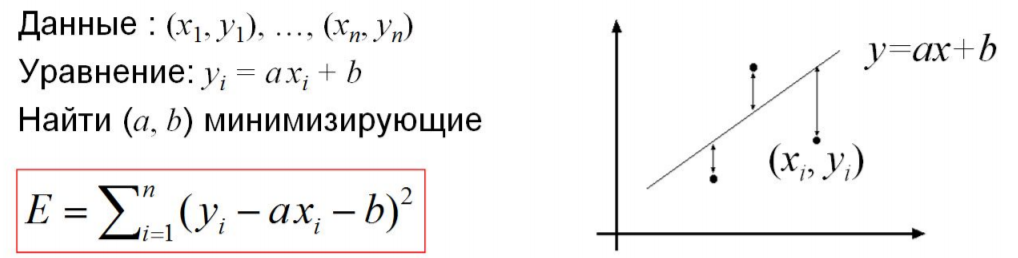 Данные : (x₁, y₁), …, (xₙ, yₙ)
Уравнение: yᵢ = axᵢ + b
Найти (a, b) минимизирующие
E = ∑ᵢ₌₁ⁿ (yᵢ − axᵢ − b)²
y=ax+b
(xᵢ, yᵢ)